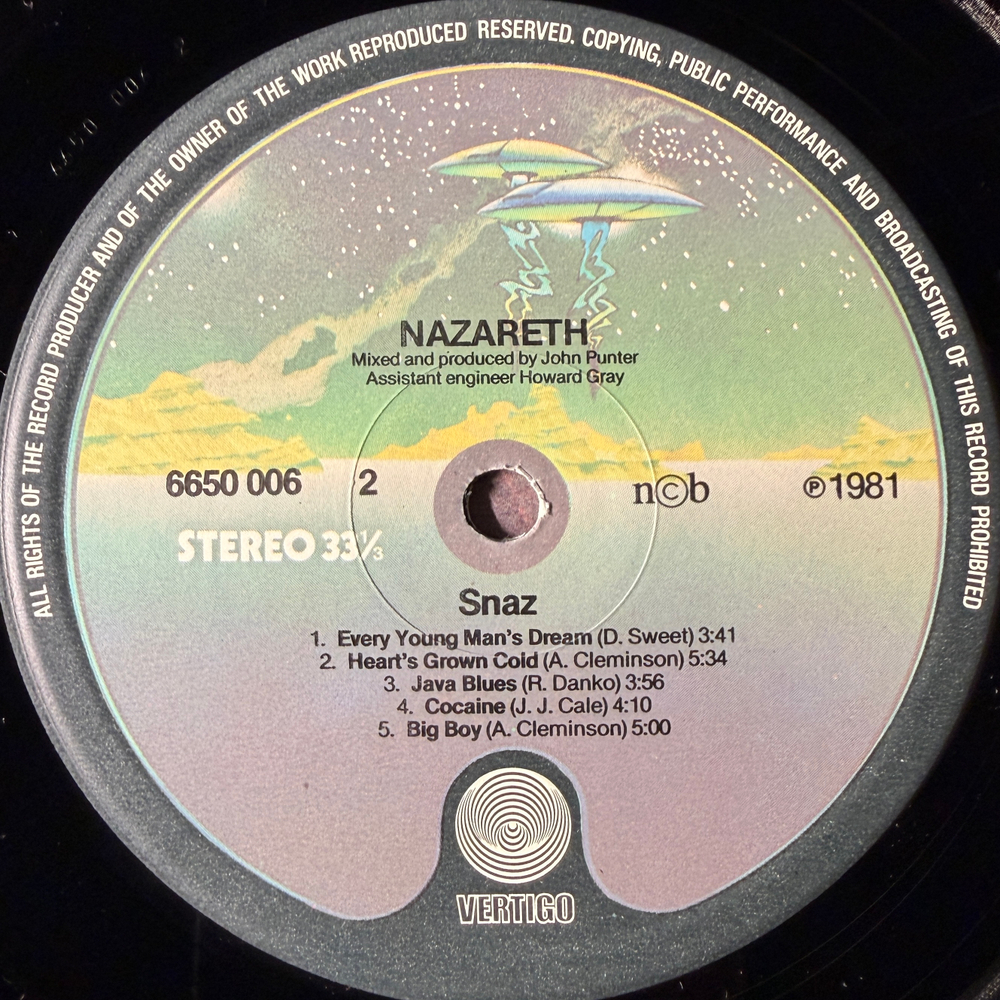 ALL RIGHTS OF THE RECORD PRODUCER AND OF THE OWNER OF THE WORK REPRODUCED RESERVED. COPYING, PUBLIC PERFORMANCE AND BROADCASTING OF THIS RECORD PROHIBITED
NAZARETH
Mixed and produced by John Punter
Assistant engineer Howard Gray
6650 006 2 n©b ℗1981
STEREO 33⅓
Snaz
1. Every Young Man's Dream (D. Sweet) 3:41
2. Heart's Grown Cold (A. Cleminson) 5:34
3. Java Blues (R. Danko) 3:56
4. Cocaine (J. J. Cale) 4:10
5. Big Boy (A. Cleminson) 5:00
VERTIGO